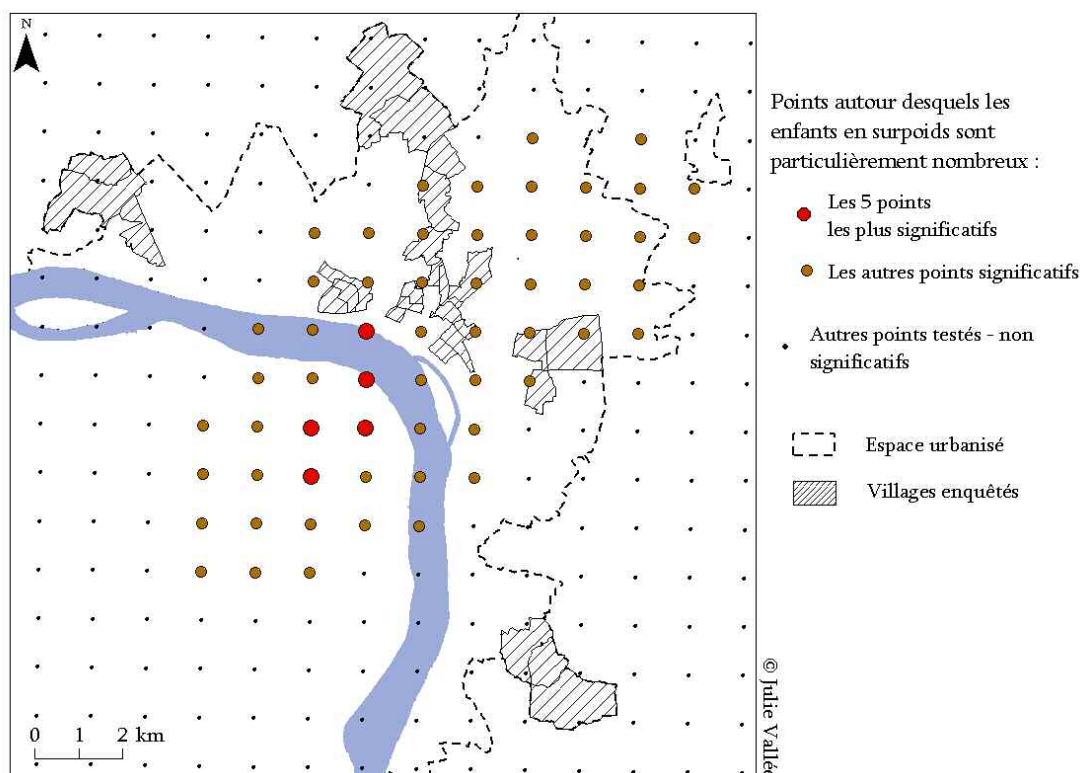 N
Points autour desquels les
enfants en surpoids sont
particulièrement nombreux :
Les 5 points
les plus significatifs
Les autres points significatifs
Autres points testés - non
significatifs
Espace urbanisé
Villages enquêtés
0 1 2 km
© Julie Vallée